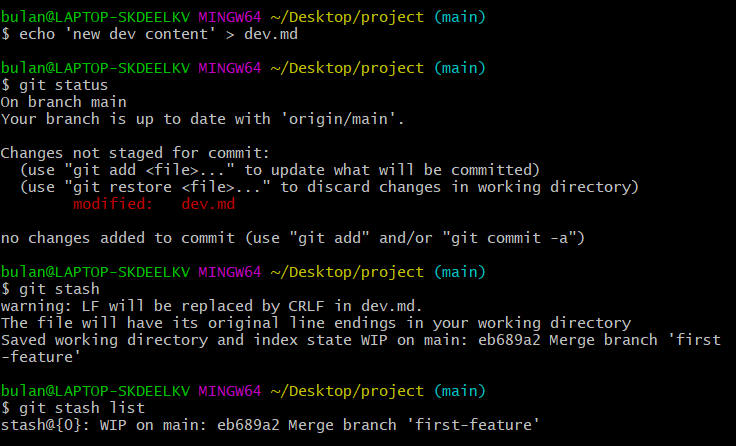 bulan@LAPTOP-SKDEELKV MINGW64 ~/Desktop/project (main)
$ echo 'new dev content' > dev.md
bulan@LAPTOP-SKDEELKV MINGW64 ~/Desktop/project (main)
$ git status
On branch main
Your branch is up to date with 'origin/main'.
Changes not staged for commit:
  (use "git add <file>..." to update what will be committed)
  (use "git restore <file>..." to discard changes in working directory)
        modified:   dev.md
no changes added to commit (use "git add" and/or "git commit -a")
bulan@LAPTOP-SKDEELKV MINGW64 ~/Desktop/project (main)
$ git stash
warning: LF will be replaced by CRLF in dev.md.
The file will have its original line endings in your working directory
Saved working directory and index state WIP on main: eb689a2 Merge branch 'first
-feature'
bulan@LAPTOP-SKDEELKV MINGW64 ~/Desktop/project (main)
$ git stash list
stash@{0}: WIP on main: eb689a2 Merge branch 'first-feature'